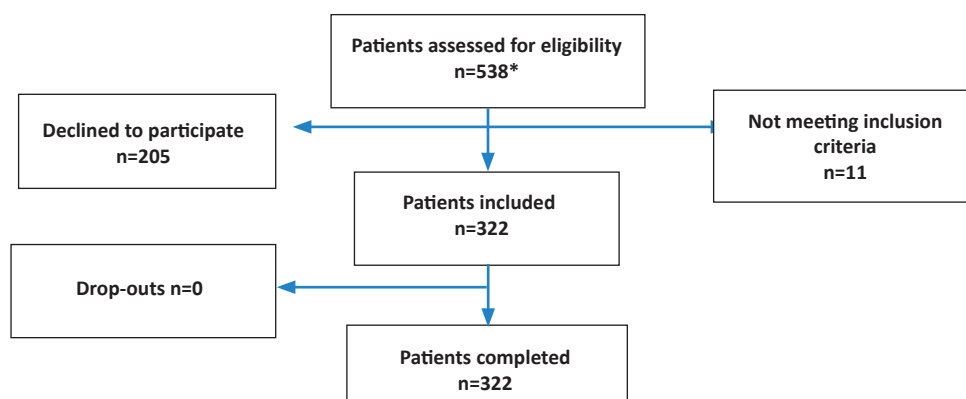 Patients assessed for eligibility
n=538*
Declined to participate
n=205
Not meeting inclusion
criteria
n=11
Patients included
n=322
Drop-outs n=0
Patients completed
n=322